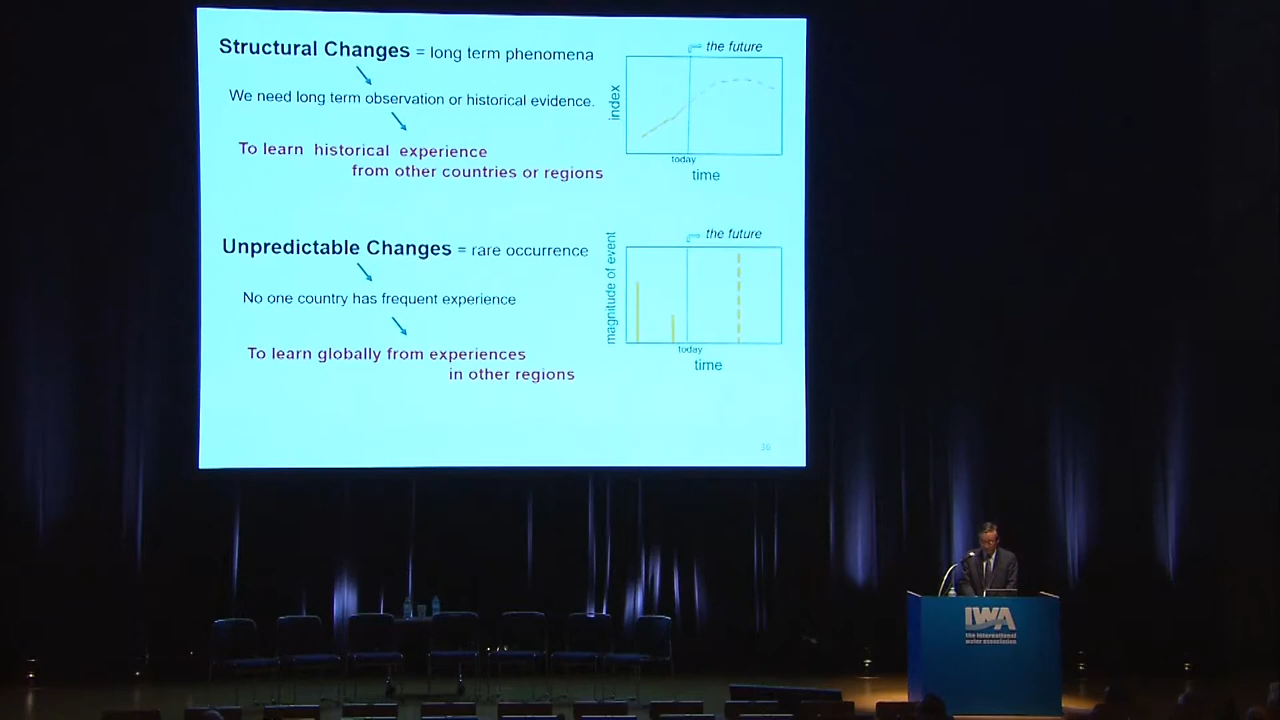 Structural Changes = long term phenomena
We need long term observation or historical evidence.
To learn historical experience
from other countries or regions
the future
index
today
time
Unpredictable Changes = rare occurrence
No one country has frequent experience
To learn globally from experiences
in other regions
the future
magnitude of event
today
time
36
IWA
the international
water association